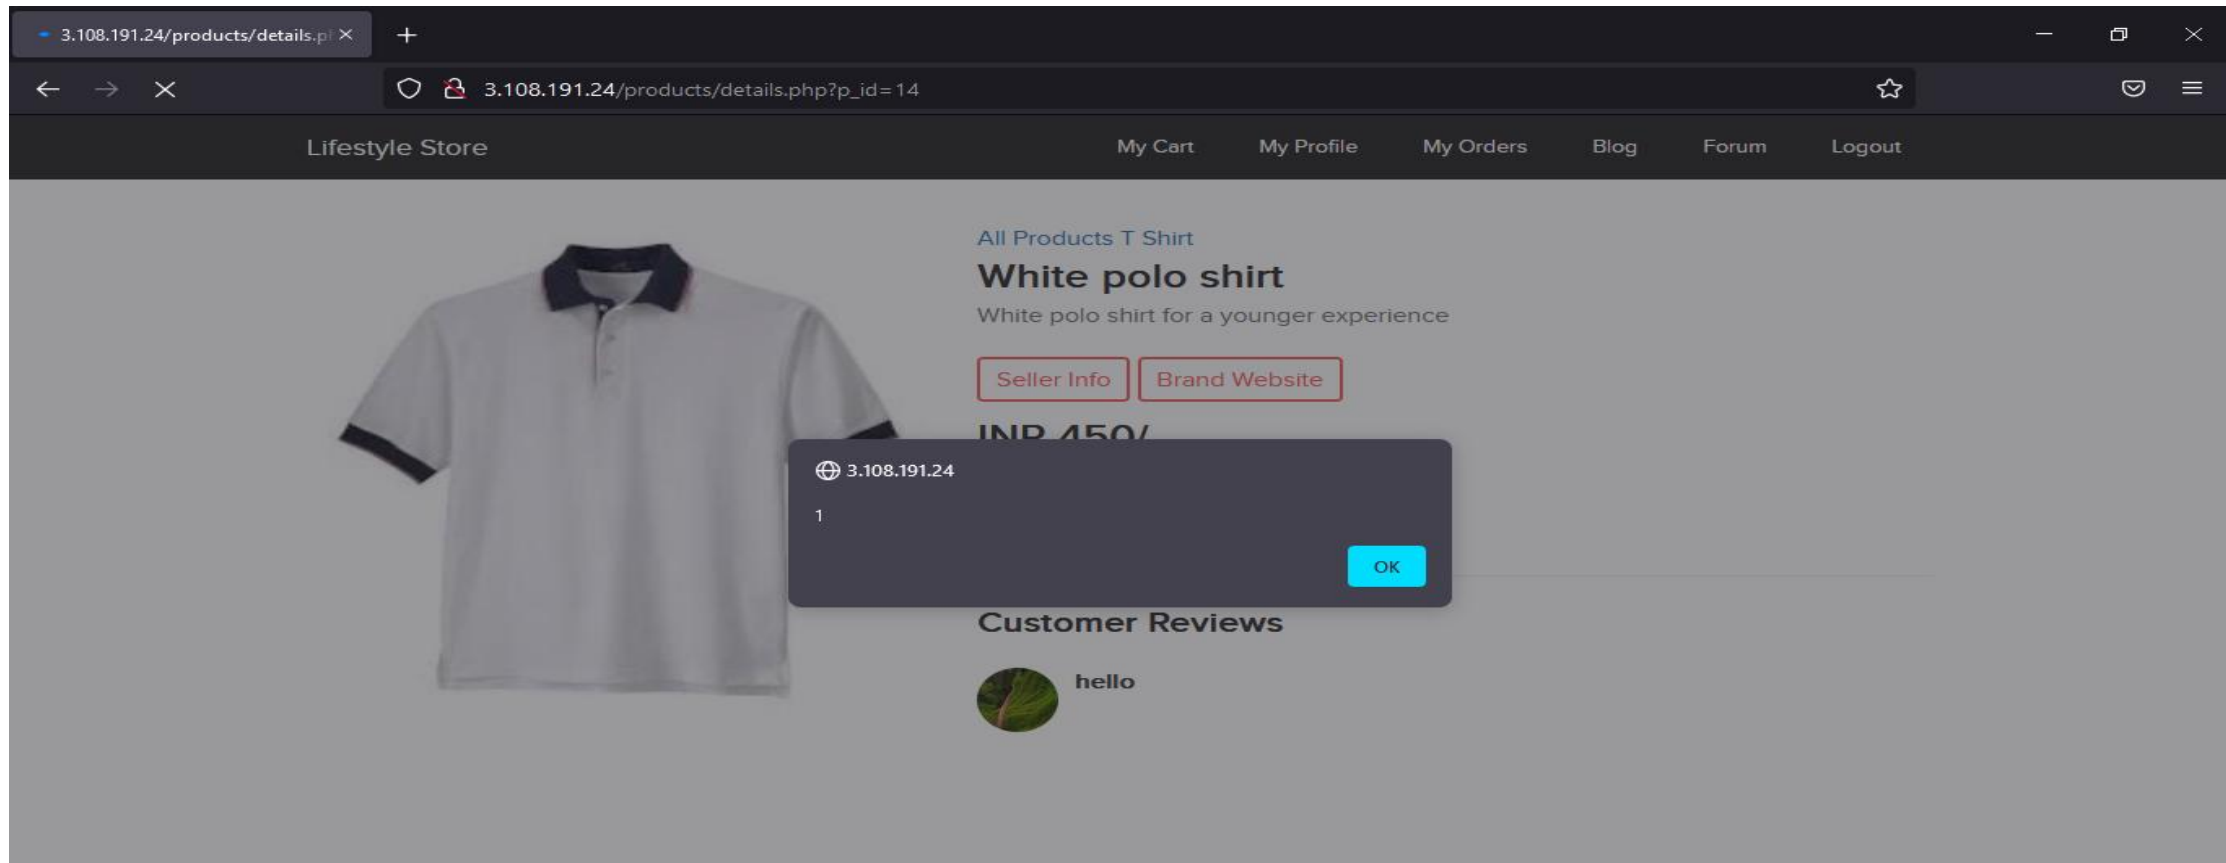 3.108.191.24/products/details.p
3.108.191.24/products/details.php?p_id=14
Lifestyle Store My Cart My Profile My Orders Blog Forum Logout
All Products T Shirt
White polo shirt
White polo shirt for a younger experience
Seller Info Brand Website
INR 450/
3.108.191.24
1
OK
Customer Reviews
hello